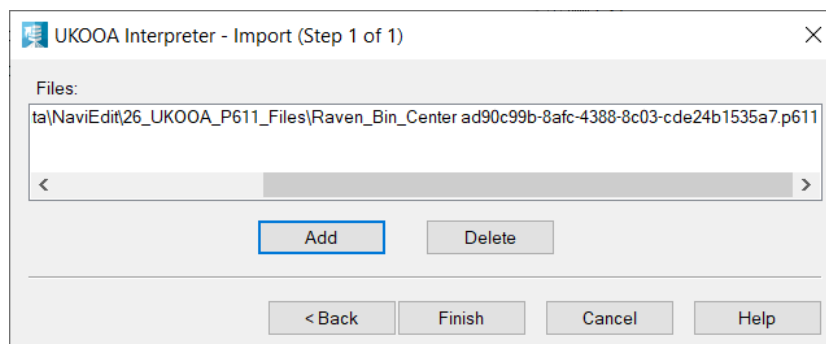 UKOOA Interpreter - Import (Step 1 of 1)
Files:
ta\NaviEdit\26_UKOOA_P611_Files\Raven_Bin_Center ad90c99b-8afc-4388-8c03-cde24b1535a7.p611
Add Delete
< Back Finish Cancel Help